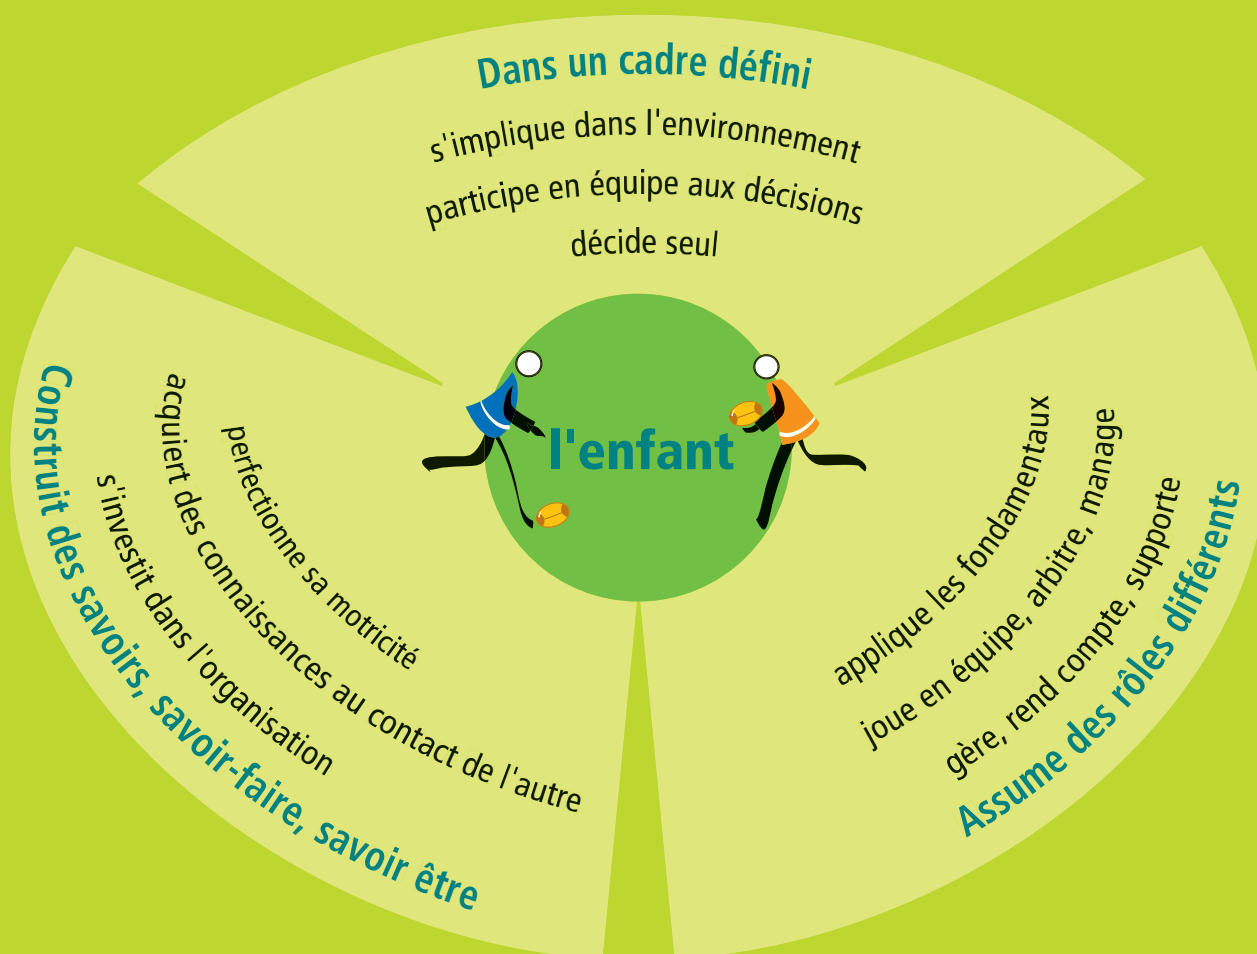 Dans un cadre défini
s'implique dans l'environnement
participe en équipe aux décisions
décide seul
l'enfant
Construit des savoirs, savoir-faire, savoir être
s'investit dans l'organisation
acquiert des connaissances au contact de l'autre
perfectionne sa motricité
applique les fondamentaux
joue en équipe, arbitre, manage
gère, rend compte, supporte
Assume des rôles différents